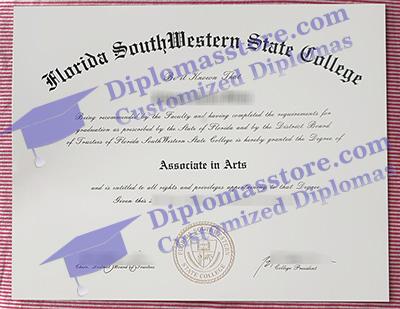 Florida SouthWestern State College
Be It Known That
Being recommended by the Faculty and having completed the requirements for
graduation as prescribed by the State of Florida and by the District Board
of Trustees of Florida SouthWestern State College is hereby granted the Degree of
Associate in Arts
and is entitled to all rights and privileges appertaining to that Degree
Given this
Chair, District Board of Trustees
College President
STATE COLLEGE
Diplomasstore.com
Customized Diplomas
Diplomasstore.com
Customized Diplomas